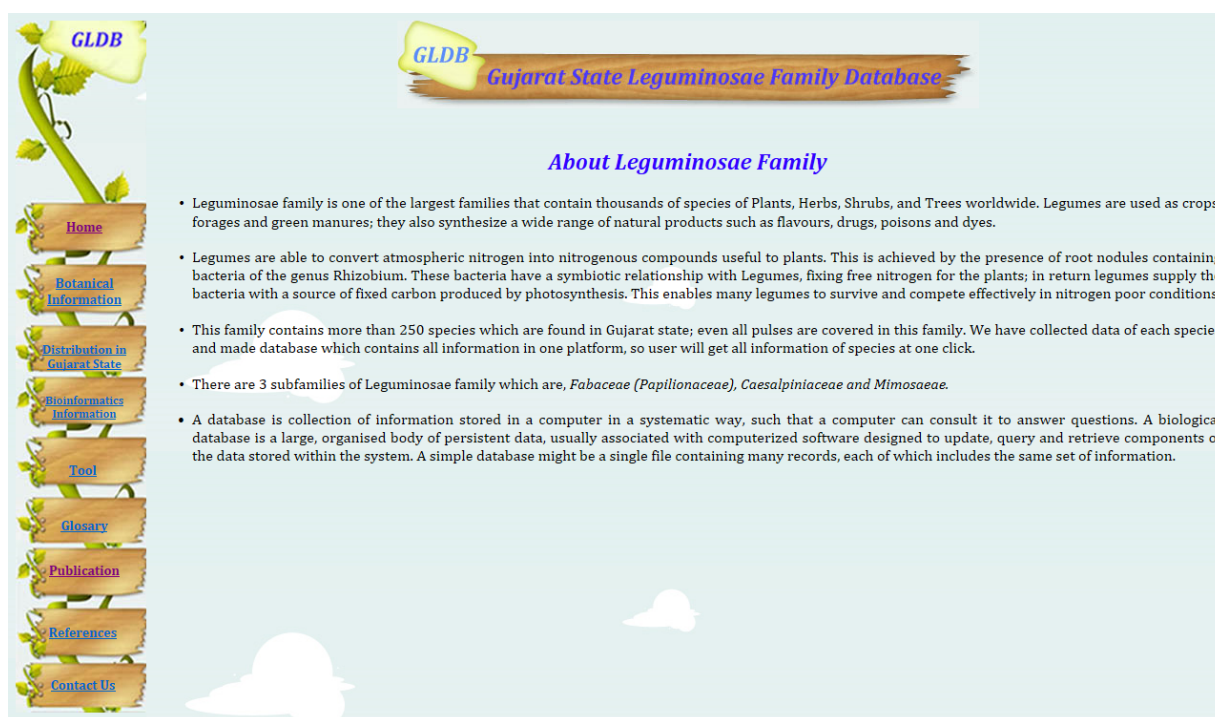 GLDB
GLDB
Gujarat State Leguminosae Family Database
Home
Botanical
Information
Distribution in
Gujarat State
Bioinformatics
Information
Tool
Glosary
Publication
References
Contact Us
About Leguminosae Family
• Leguminosae family is one of the largest families that contain thousands of species of Plants, Herbs, Shrubs, and Trees worldwide. Legumes are used as crops
forages and green manures; they also synthesize a wide range of natural products such as flavours, drugs, poisons and dyes.
• Legumes are able to convert atmospheric nitrogen into nitrogenous compounds useful to plants. This is achieved by the presence of root nodules containin
bacteria of the genus Rhizobium. These bacteria have a symbiotic relationship with Legumes, fixing free nitrogen for the plants; in return legumes supply th
bacteria with a source of fixed carbon produced by photosynthesis. This enables many legumes to survive and compete effectively in nitrogen poor conditions
• This family contains more than 250 species which are found in Gujarat state; even all pulses are covered in this family. We have collected data of each specie
and made database which contains all information in one platform, so user will get all information of species at one click.
• There are 3 subfamilies of Leguminosae family which are, Fabaceae (Papilionaceae), Caesalpiniaceae and Mimosaeae.
• A database is collection of information stored in a computer in a systematic way, such that a computer can consult it to answer questions. A biologica
database is a large, organised body of persistent data, usually associated with computerized software designed to update, query and retrieve components o
the data stored within the system. A simple database might be a single file containing many records, each of which includes the same set of information.